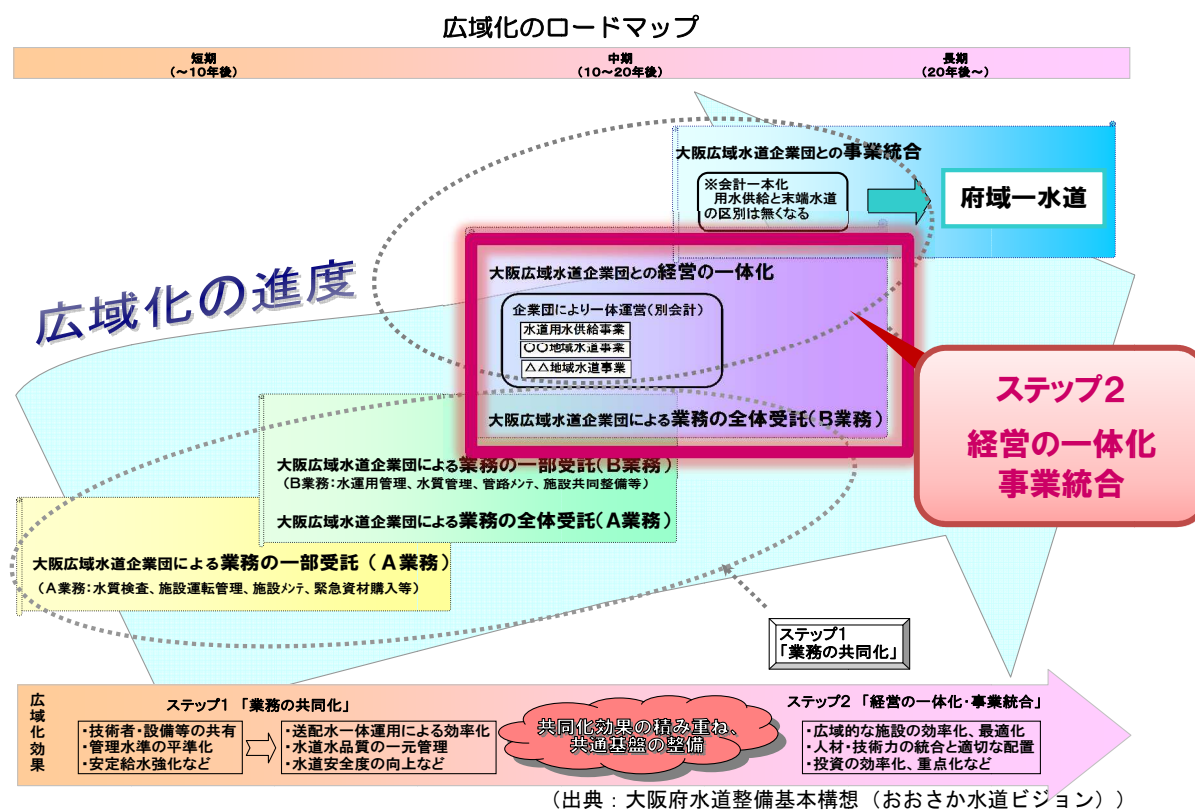 広域化のロードマップ
短期
(～10年後)
中期
(10～20年後)
長期
(20年後～)
大阪広域水道企業団との事業統合
※会計一本化
用水供給と末端水道
の区別は無くなる
府域一水道
広域化の進度
大阪広域水道企業団との経営の一体化
企業団により一体運営(別会計)
水道用水供給事業
〇〇地域水道事業
△△地域水道事業
大阪広域水道企業団による業務の全体受託(B業務)
ステップ2
経営の一体化
事業統合
大阪広域水道企業団による業務の一部受託(B業務)
(B業務:水運用管理、水質管理、管路メンテ、施設共同整備等)
大阪広域水道企業団による業務の全体受託(A業務)
大阪広域水道企業団による業務の一部受託(A業務)
(A業務:水質検査、施設運転管理、施設メンテ、緊急資材購入等)
ステップ1
「業務の共同化」
広域化効果
ステップ1 「業務の共同化」
・技術者・設備等の共有
・管理水準の平準化
・安定給水強化など
・送配水一体運用による効率化
・水道水品質の一元管理
・水道安全度の向上など
共同化効果の積み重ね、
共通基盤の整備
ステップ2 「経営の一体化・事業統合」
・広域的な施設の効率化、最適化
・人材・技術力の統合と適切な配置
・投資の効率化、重点化など
(出典:大阪府水道整備基本構想(おおさか水道ビジョン))